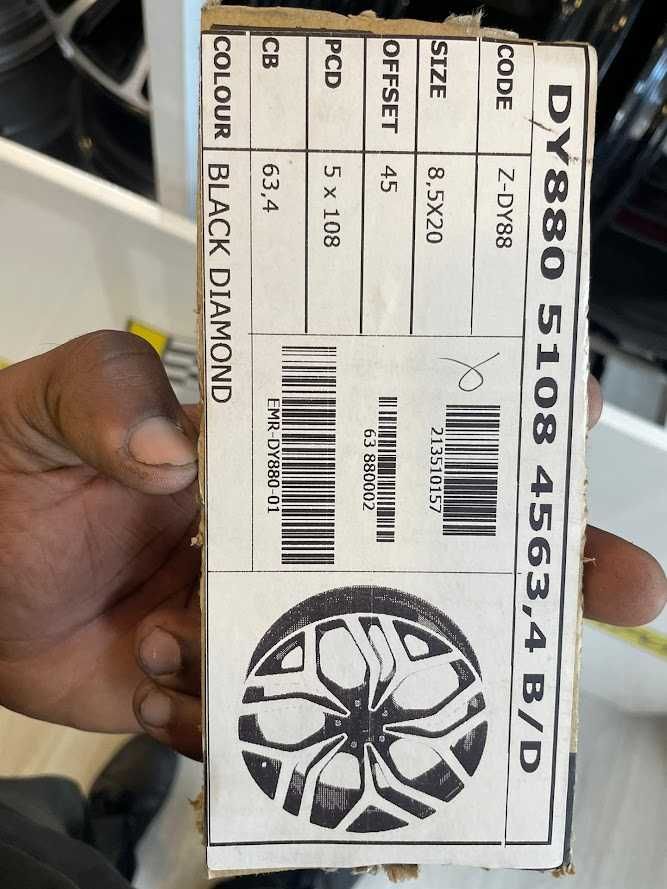 DY880 5108 4563,4 B/D
CODE Z-DY88
SIZE 8,5X20
OFFSET 45
PCD 5 x 108
CB 63,4
COLOUR BLACK DIAMOND
213510157
63 880002
EMR-DY880-01